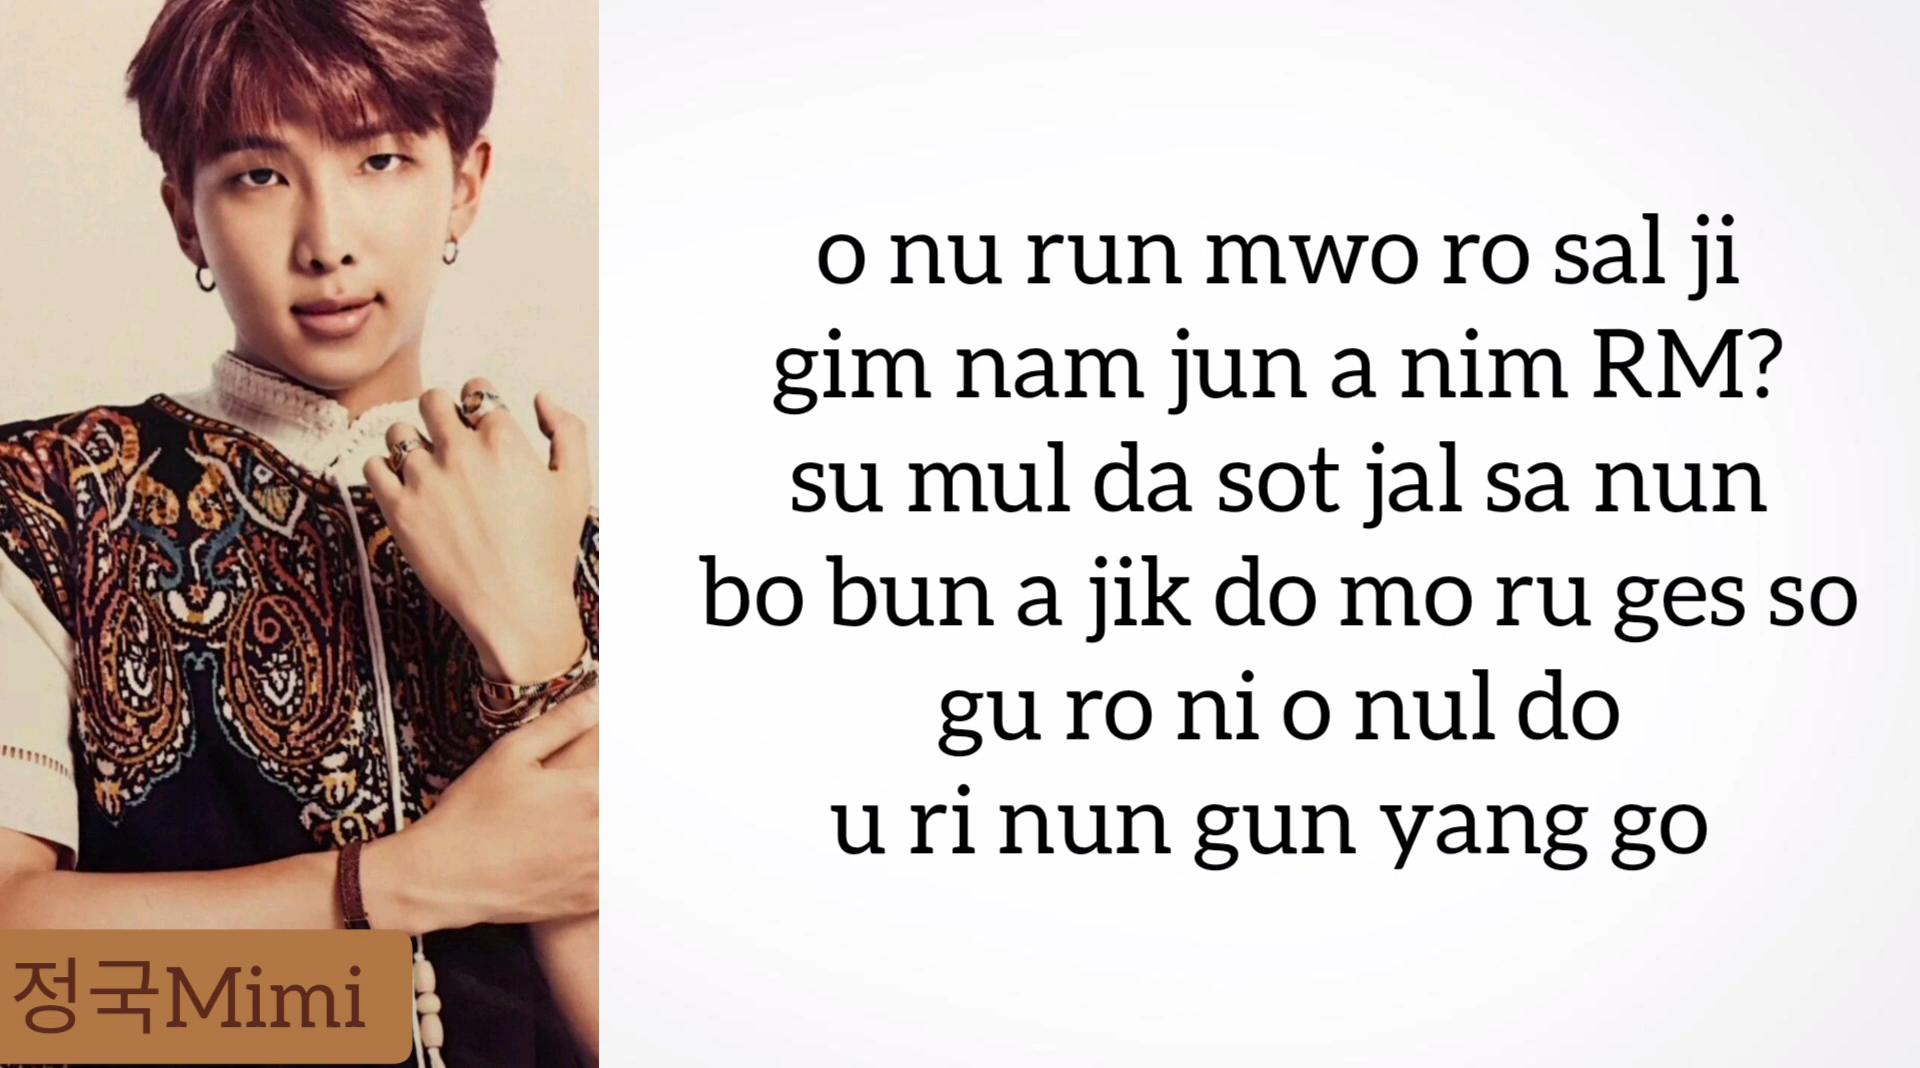 o nu run mwo ro sal ji
gim nam jun a nim RM?
su mul da sot jal sa nun
bo bun a jik do mo ru ges so
gu ro ni o nul do
u ri nun gun yang go
정국Mimi